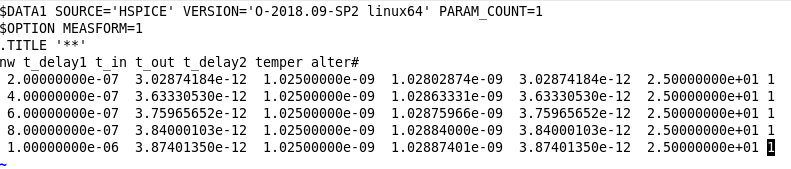 $DATA1 SOURCE='HSPICE' VERSION='O-2018.09-SP2 linux64' PARAM_COUNT=1
$OPTION MEASFORM=1
.TITLE '**'
nw t_delay1 t_in t_out t_delay2 temper alter#
2.00000000e-07 3.02874184e-12 1.02500000e-09 1.02802874e-09 3.02874184e-12 2.50000000e+01 1
4.00000000e-07 3.63330530e-12 1.02500000e-09 1.02863331e-09 3.63330530e-12 2.50000000e+01 1
6.00000000e-07 3.75965652e-12 1.02500000e-09 1.02875966e-09 3.75965652e-12 2.50000000e+01 1
8.00000000e-07 3.84000103e-12 1.02500000e-09 1.02884000e-09 3.84000103e-12 2.50000000e+01 1
1.00000000e-06 3.87401350e-12 1.02500000e-09 1.02887401e-09 3.87401350e-12 2.50000000e+01 1
~